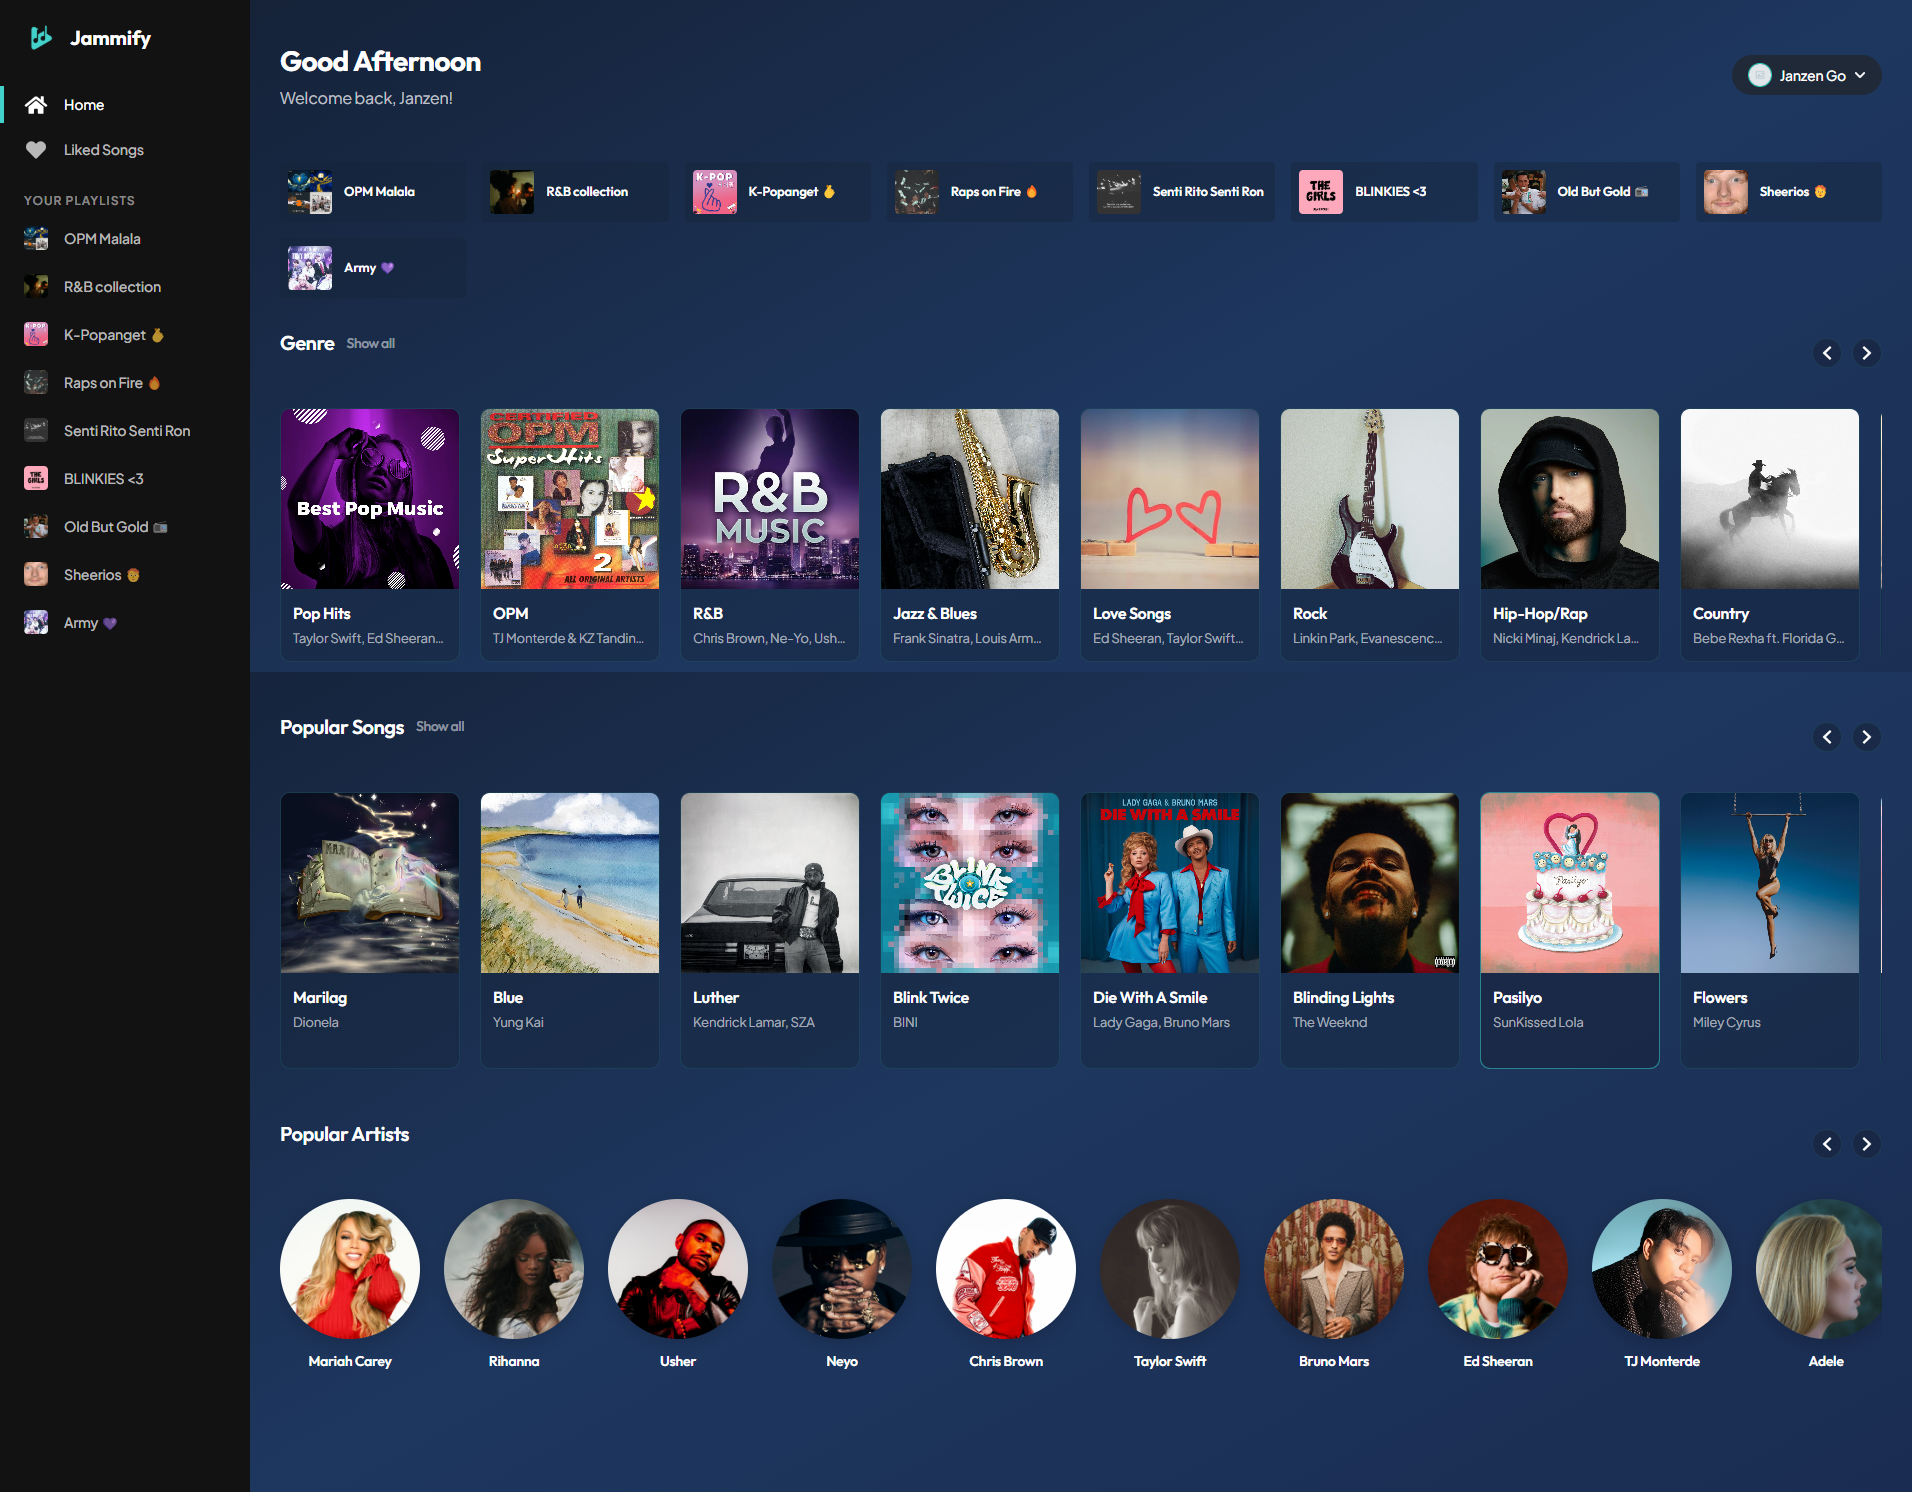 Jammify
Home
Liked Songs
YOUR PLAYLISTS
OPM Malala
R&B collection
K-Popanget 🫰
Raps on Fire 🔥
Senti Rito Senti Ron
BLINKIES <3
Old But Gold 📻
Sheerios 🧑‍🦰
Army 💜
Good Afternoon
Welcome back, Janzen!
Janzen Go
OPM Malala
R&B collection
K-POP
K-Popanget 🫰
Raps on Fire 🔥
Senti Rito Senti Ron
THE GIRLS
BLINKIES <3
Old But Gold 📻
Sheerios 🧑‍🦰
Army 💜
Genre Show all
Best Pop Music
Pop Hits
Taylor Swift, Ed Sheeran...
CERTIFIED
OPM
Super Hits
2
ALL ORIGINAL ARTISTS
OPM
TJ Monterde & KZ Tandin...
R&B
MUSIC
R&B
Chris Brown, Ne-Yo, Ush...
Jazz & Blues
Frank Sinatra, Louis Arm...
Love Songs
Ed Sheeran, Taylor Swift...
Rock
Linkin Park, Evanescenc...
Hip-Hop/Rap
Nicki Minaj, Kendrick La...
Country
Bebe Rexha ft. Florida G...
Popular Songs Show all
MARILAG
Marilag
Dionela
Blue
Yung Kai
Luther
Kendrick Lamar, SZA
BLINK
TWICE
Blink Twice
BINI
LADY GAGA & BRUNO MARS
DIE WITH A SMILE
Die With A Smile
Lady Gaga, Bruno Mars
Blinding Lights
The Weeknd
Pasilyo
Pasilyo
SunKissed Lola
Flowers
Miley Cyrus
Popular Artists
Mariah Carey
Rihanna
Usher
Neyo
Chris Brown
Taylor Swift
Bruno Mars
Ed Sheeran
TJ Monterde
Adele